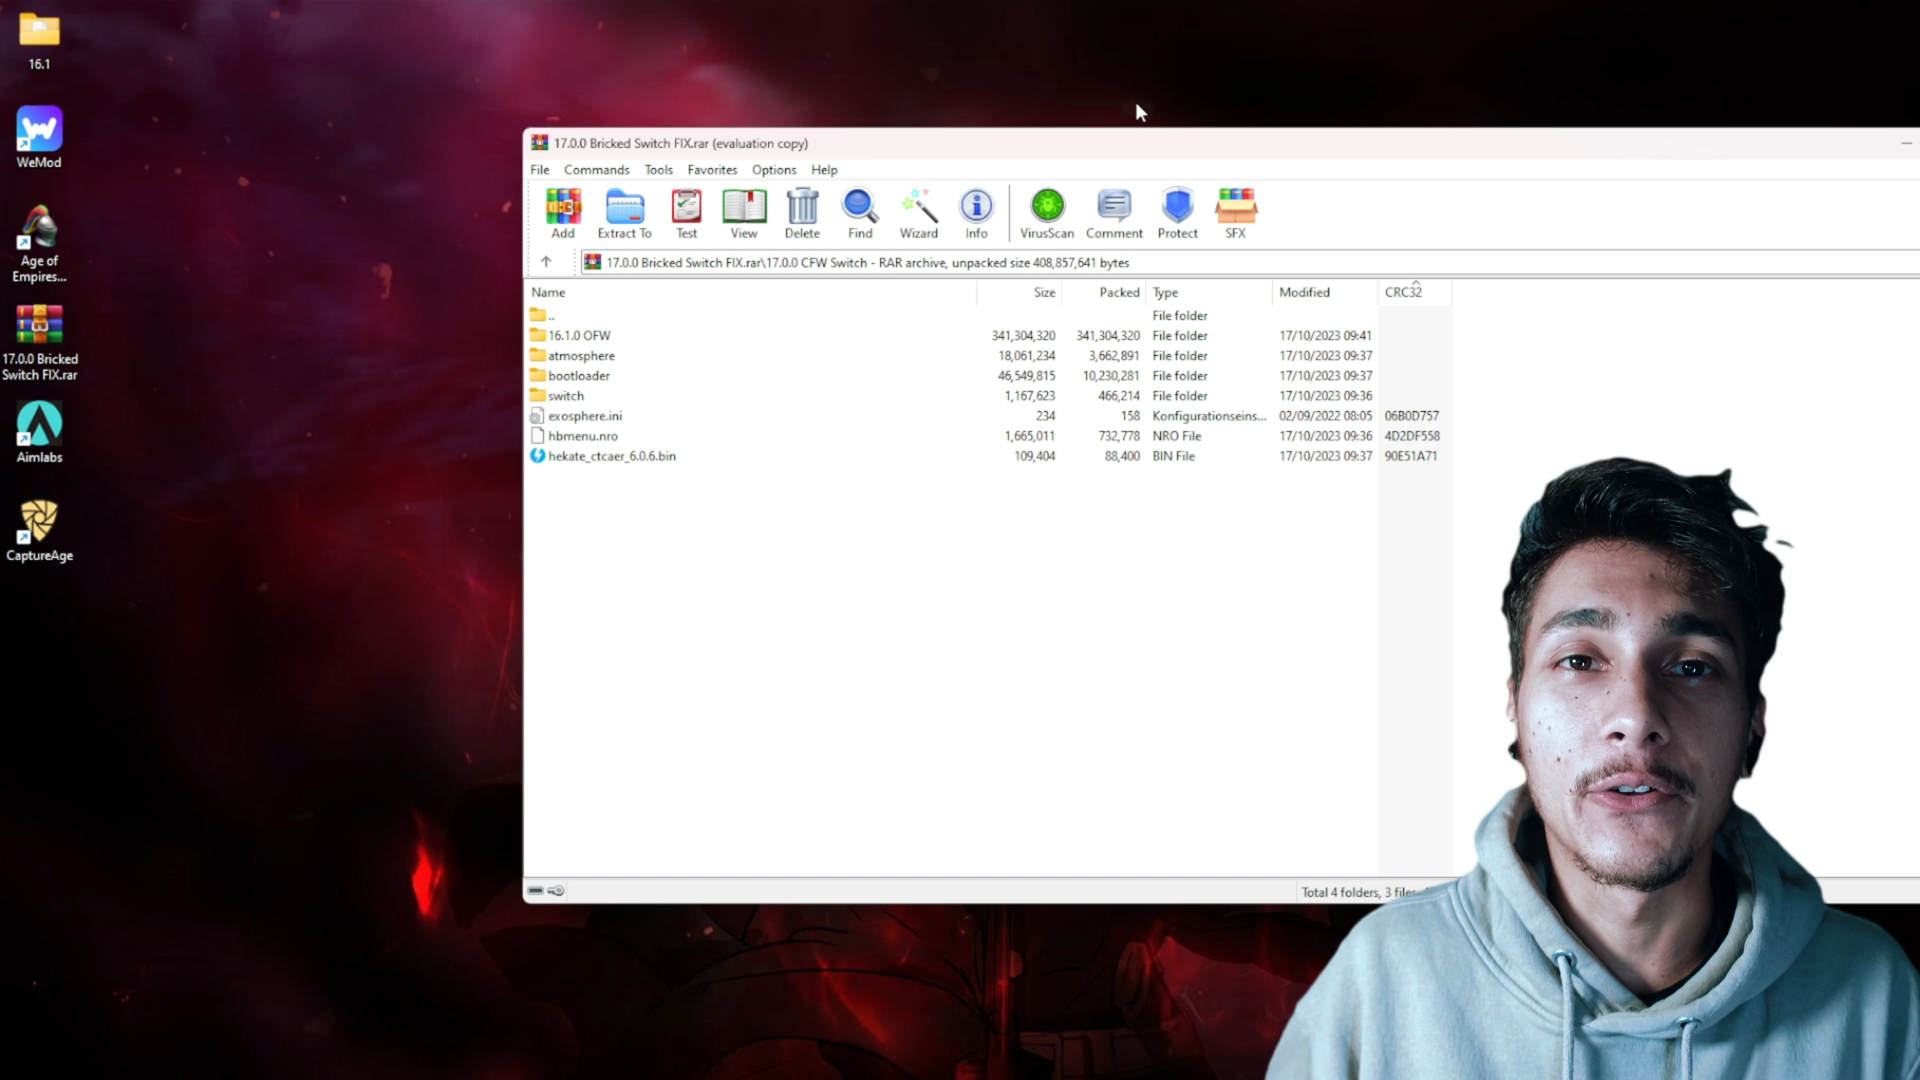 16.1
WeMod
Age of
Empires...
17.0.0 Bricked
Switch FIX.rar
Aimlabs
CaptureAge
17.0.0 Bricked Switch FIX.rar (evaluation copy)
File Commands Tools Favorites Options Help
Add Extract To Test View Delete Find Wizard Info VirusScan Comment Protect SFX
17.0.0 Bricked Switch FIX.rar\17.0.0 CFW Switch - RAR archive, unpacked size 408,857,641 bytes
Name Size Packed Type Modified CRC32
.. File folder
16.1.0 OFW 341,304,320 341,304,320 File folder 17/10/2023 09:41
atmosphere 18,061,234 3,662,891 File folder 17/10/2023 09:37
bootloader 46,549,815 10,230,281 File folder 17/10/2023 09:37
switch 1,167,623 466,214 File folder 17/10/2023 09:36
exosphere.ini 234 158 Konfigurationseins... 02/09/2022 08:05 06B0D757
hbmenu.nro 1,665,011 732,778 NRO File 17/10/2023 09:36 4D2DF558
hekate_ctcaer_6.0.6.bin 109,404 88,400 BIN File 17/10/2023 09:37 90E51A71
Total 4 folders, 3 files